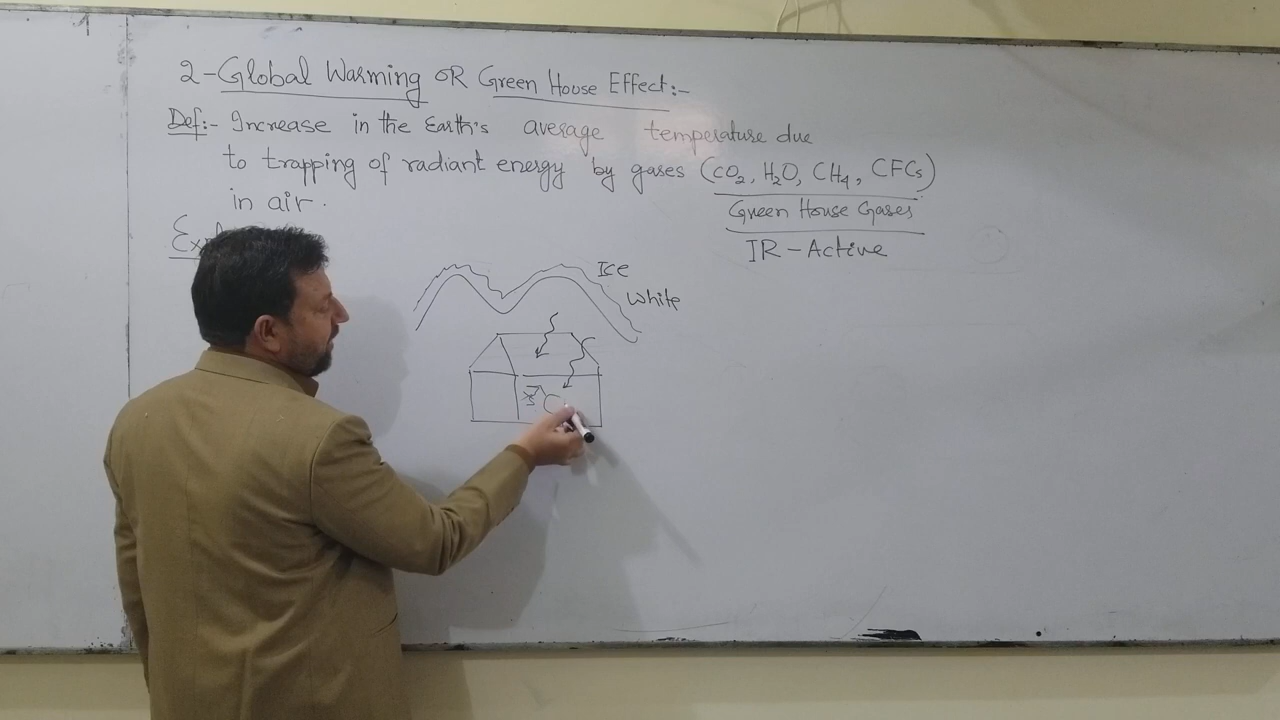 2-Global Warming OR Green House Effect:-
Def:- Increase in the Earth's average temperature due
to trapping of radiant energy by gases (CO2, H2O, CH4, CFCs)
in air.
Green House Gases
IR-Active
Ice
White